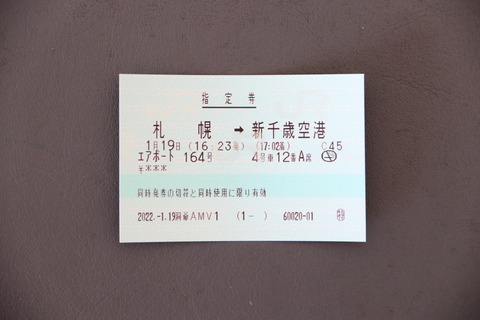 指定券
札幌 → 新千歳空港
1月19日 (16:23発) (17:02着) C45
エアポート 164号 4号車12番A席
¥***
同時発券の切符と同時使用に限り有効
2022.-1.19 AMV1 (1- ) 60020-01